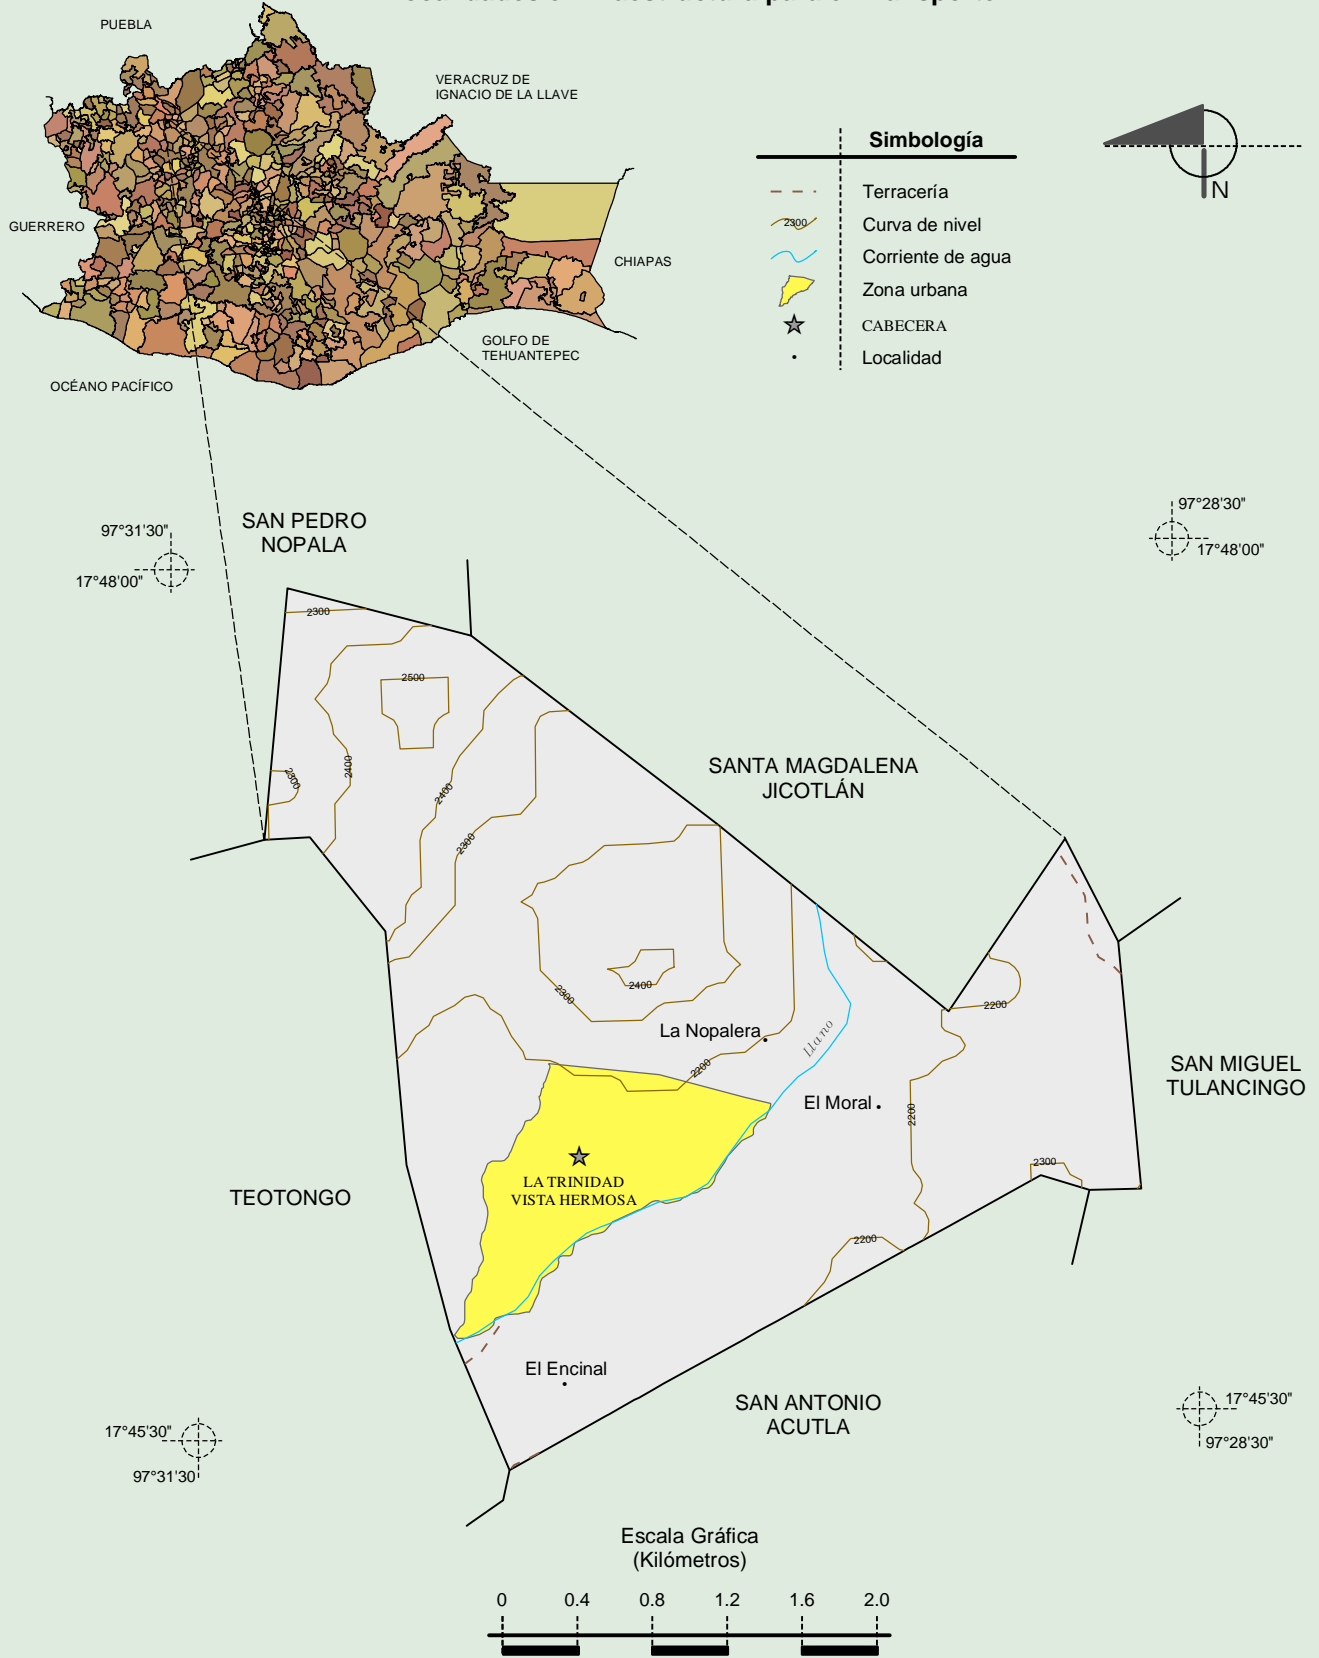 PUEBLA
VERACRUZ DE
IGNACIO DE LA LLAVE
GUERRERO
CHIAPAS
GOLFO DE
TEHUANTEPEC
OCÉANO PACÍFICO
Simbología
Terracería
2300
Curva de nivel
Corriente de agua
Zona urbana
CABECERA
Localidad
N
97°31'30"
17°48'00"
97°28'30"
17°48'00"
SAN PEDRO
NOPALA
2300
2500
2400
2300
2400
2300
SANTA MAGDALENA
JICOTLÁN
2300
2400
2200
La Nopalera
Llano
2200
El Moral
2200
SAN MIGUEL
TULANCINGO
2300
LA TRINIDAD
VISTA HERMOSA
TEOTONGO
2200
El Encinal
SAN ANTONIO
ACUTLA
17°45'30"
97°31'30
17°45'30"
97°28'30"
Escala Gráfica
(Kilómetros)
0 0.4 0.8 1.2 1.6 2.0